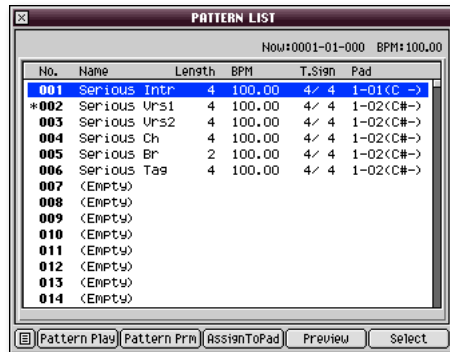 PATTERN LIST
Now:0001-01-000 BPM:100.00
No. Name Length BPM T.Sign Pad
001 Serious Intr 4 100.00 4/ 4 1-01(C -)
*002 Serious Vrs1 4 100.00 4/ 4 1-02(C#-)
003 Serious Vrs2 4 100.00 4/ 4 1-02(C#-)
004 Serious Ch 4 100.00 4/ 4 1-02(C#-)
005 Serious Br 2 100.00 4/ 4 1-02(C#-)
006 Serious Tag 4 100.00 4/ 4 1-02(C#-)
007 (Empty)
008 (Empty)
009 (Empty)
010 (Empty)
011 (Empty)
012 (Empty)
013 (Empty)
014 (Empty)
Pattern Play Pattern Prm AssignToPad Preview Select